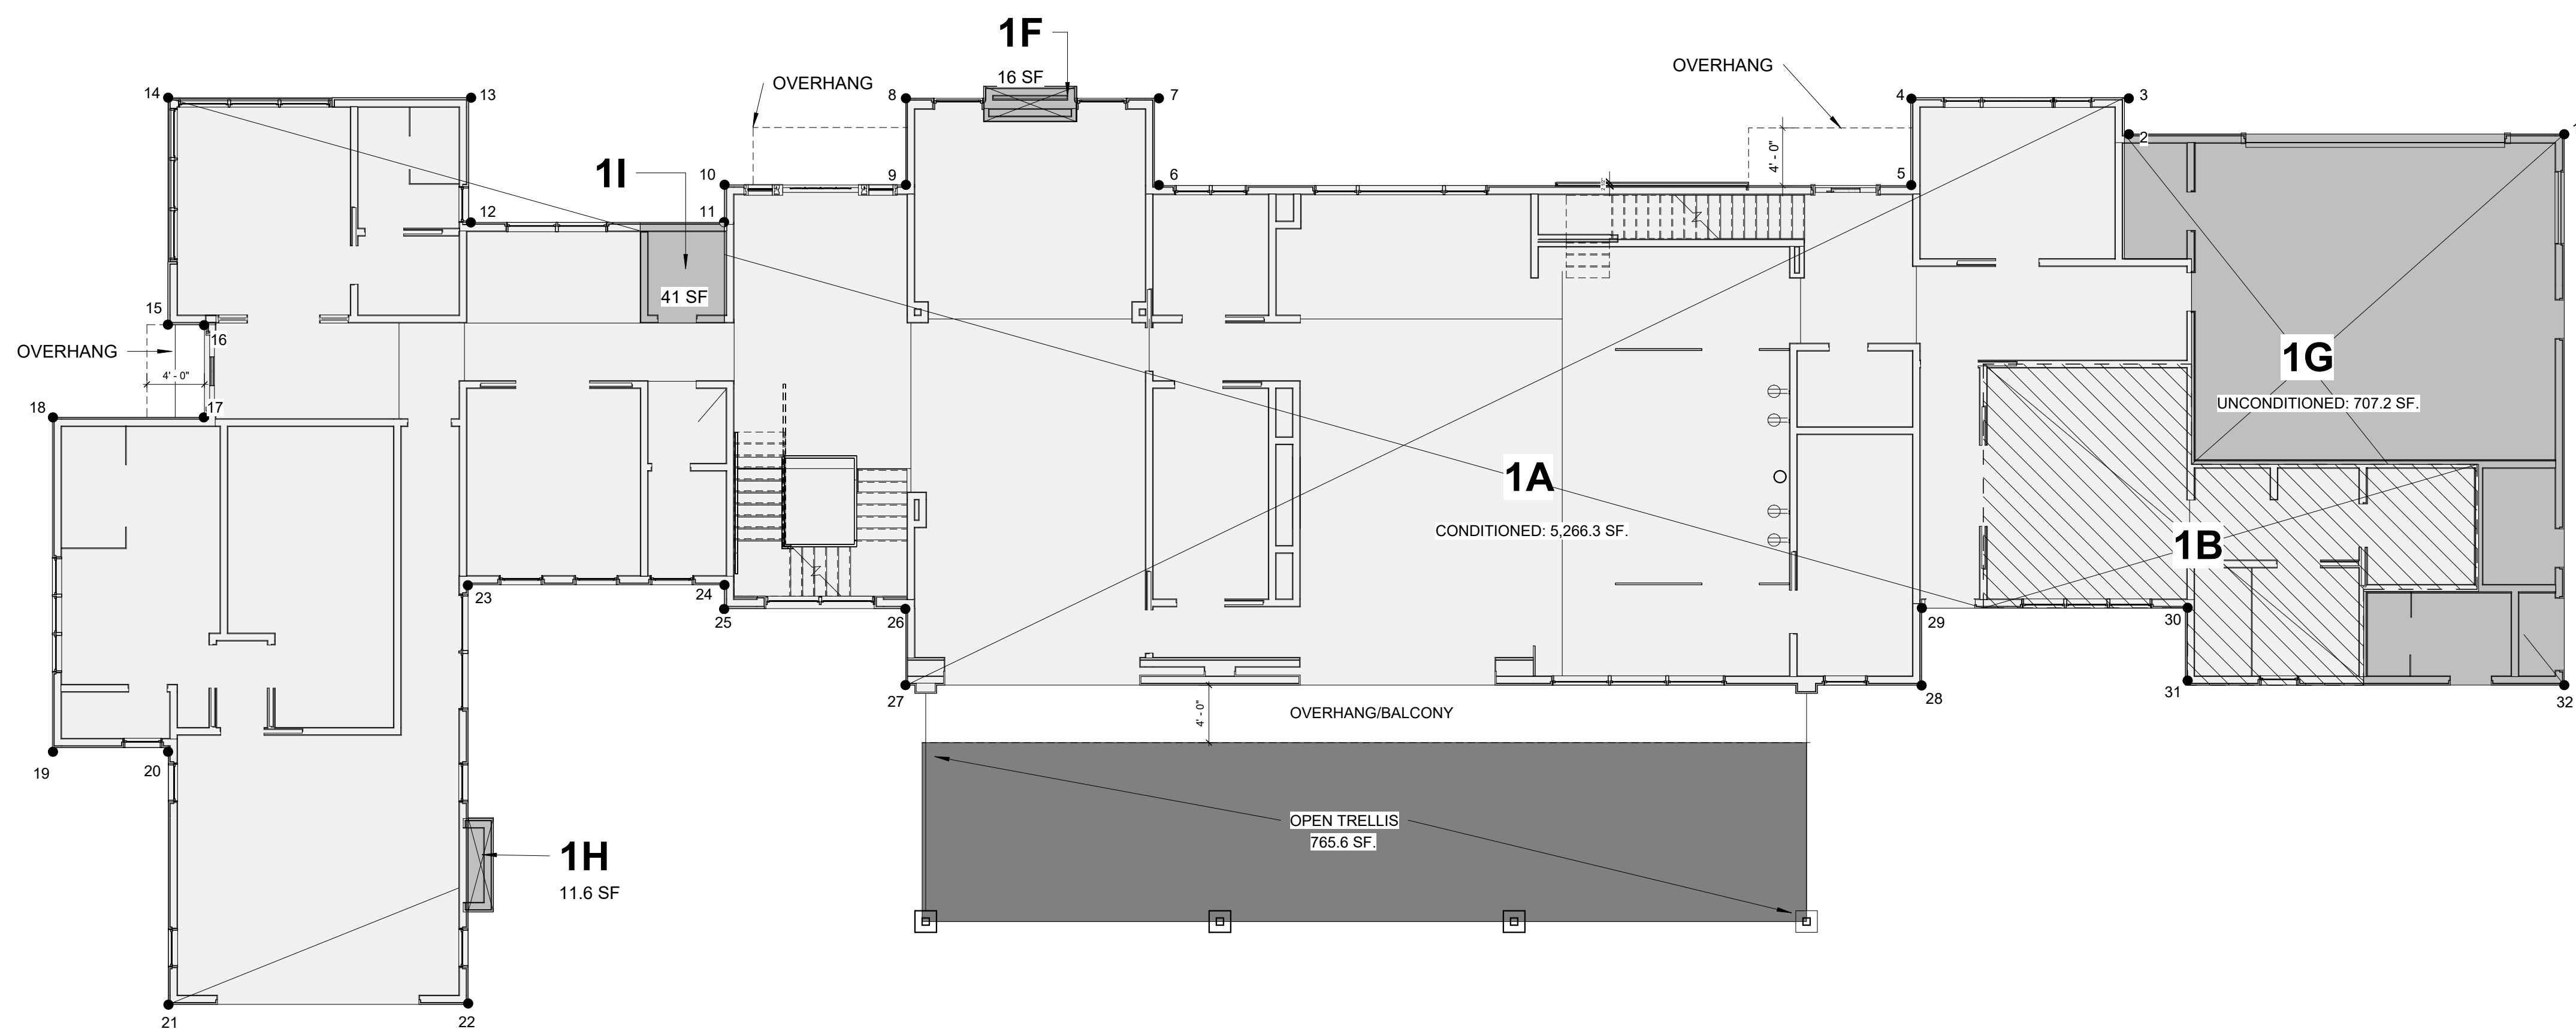 1F
16 SF
OVERHANG
OVERHANG
14
13
8
7
4
3
1
2
4' - 0"
1I
10
9
6
5
12
11
41 SF
15
16
OVERHANG
4' - 0"
1G
UNCONDITIONED: 707.2 SF.
18
17
1A
CONDITIONED: 5,266.3 SF.
1B
23
24
25
26
29
30
27
28
31
32
4' - 0"
OVERHANG/BALCONY
19
20
OPEN TRELLIS
765.6 SF.
1H
11.6 SF
21
22